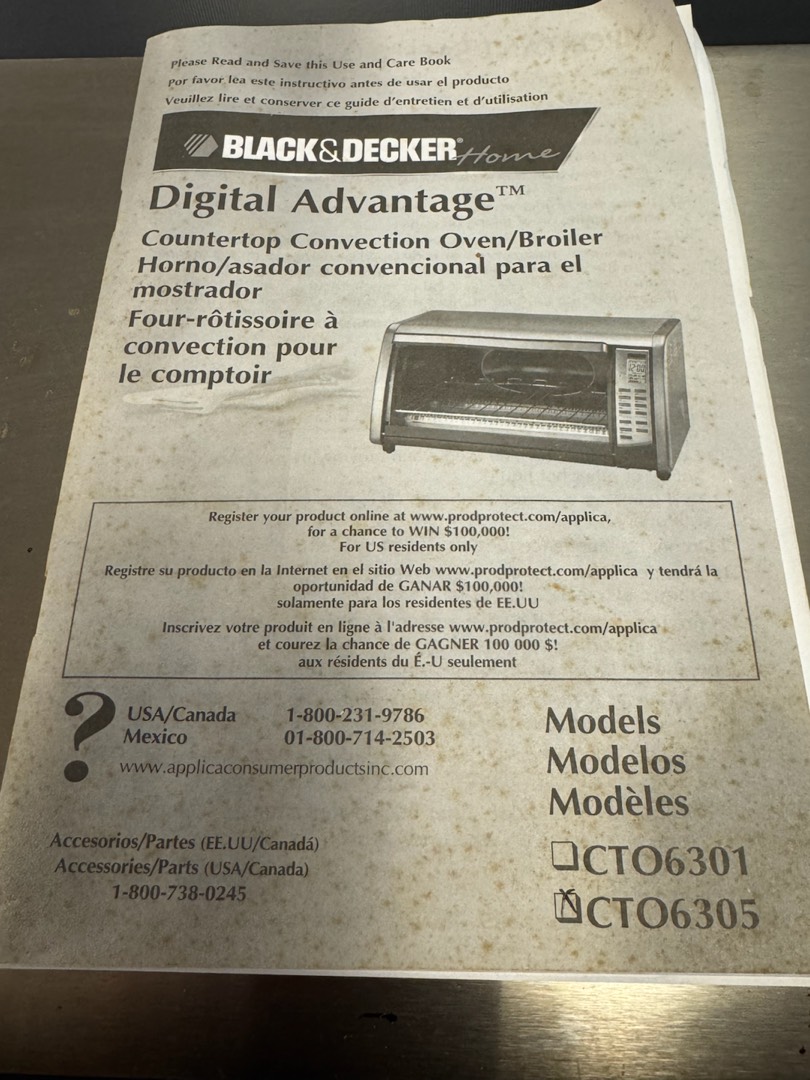 Please Read and Save this Use and Care Book
Por favor lea este instructivo antes de usar el producto
Veuillez lire et conserver ce guide d'entretien et d'utilisation
BLACK&DECKER® Home
Digital Advantage™
Countertop Convection Oven/Broiler
Horno/asador convencional para el
mostrador
Four-rôtissoire à
convection pour
le comptoir
12:00
Register your product online at www.prodprotect.com/applica,
for a chance to WIN $100,000!
For US residents only
Registre su producto en la Internet en el sitio Web www.prodprotect.com/applica y tendrá la
oportunidad de GANAR $100,000!
solamente para los residentes de EE.UU
Inscrivez votre produit en ligne à l'adresse www.prodprotect.com/applica
et courez la chance de GAGNER 100 000 $!
aux résidents du É.-U seulement
?
USA/Canada 1-800-231-9786
Mexico 01-800-714-2503
www.applicaconsumerproductsinc.com
Accesorios/Partes (EE.UU/Canadá)
Accessories/Parts (USA/Canada)
1-800-738-0245
Models
Modelos
Modèles
❑CTO6301
❑CTO6305